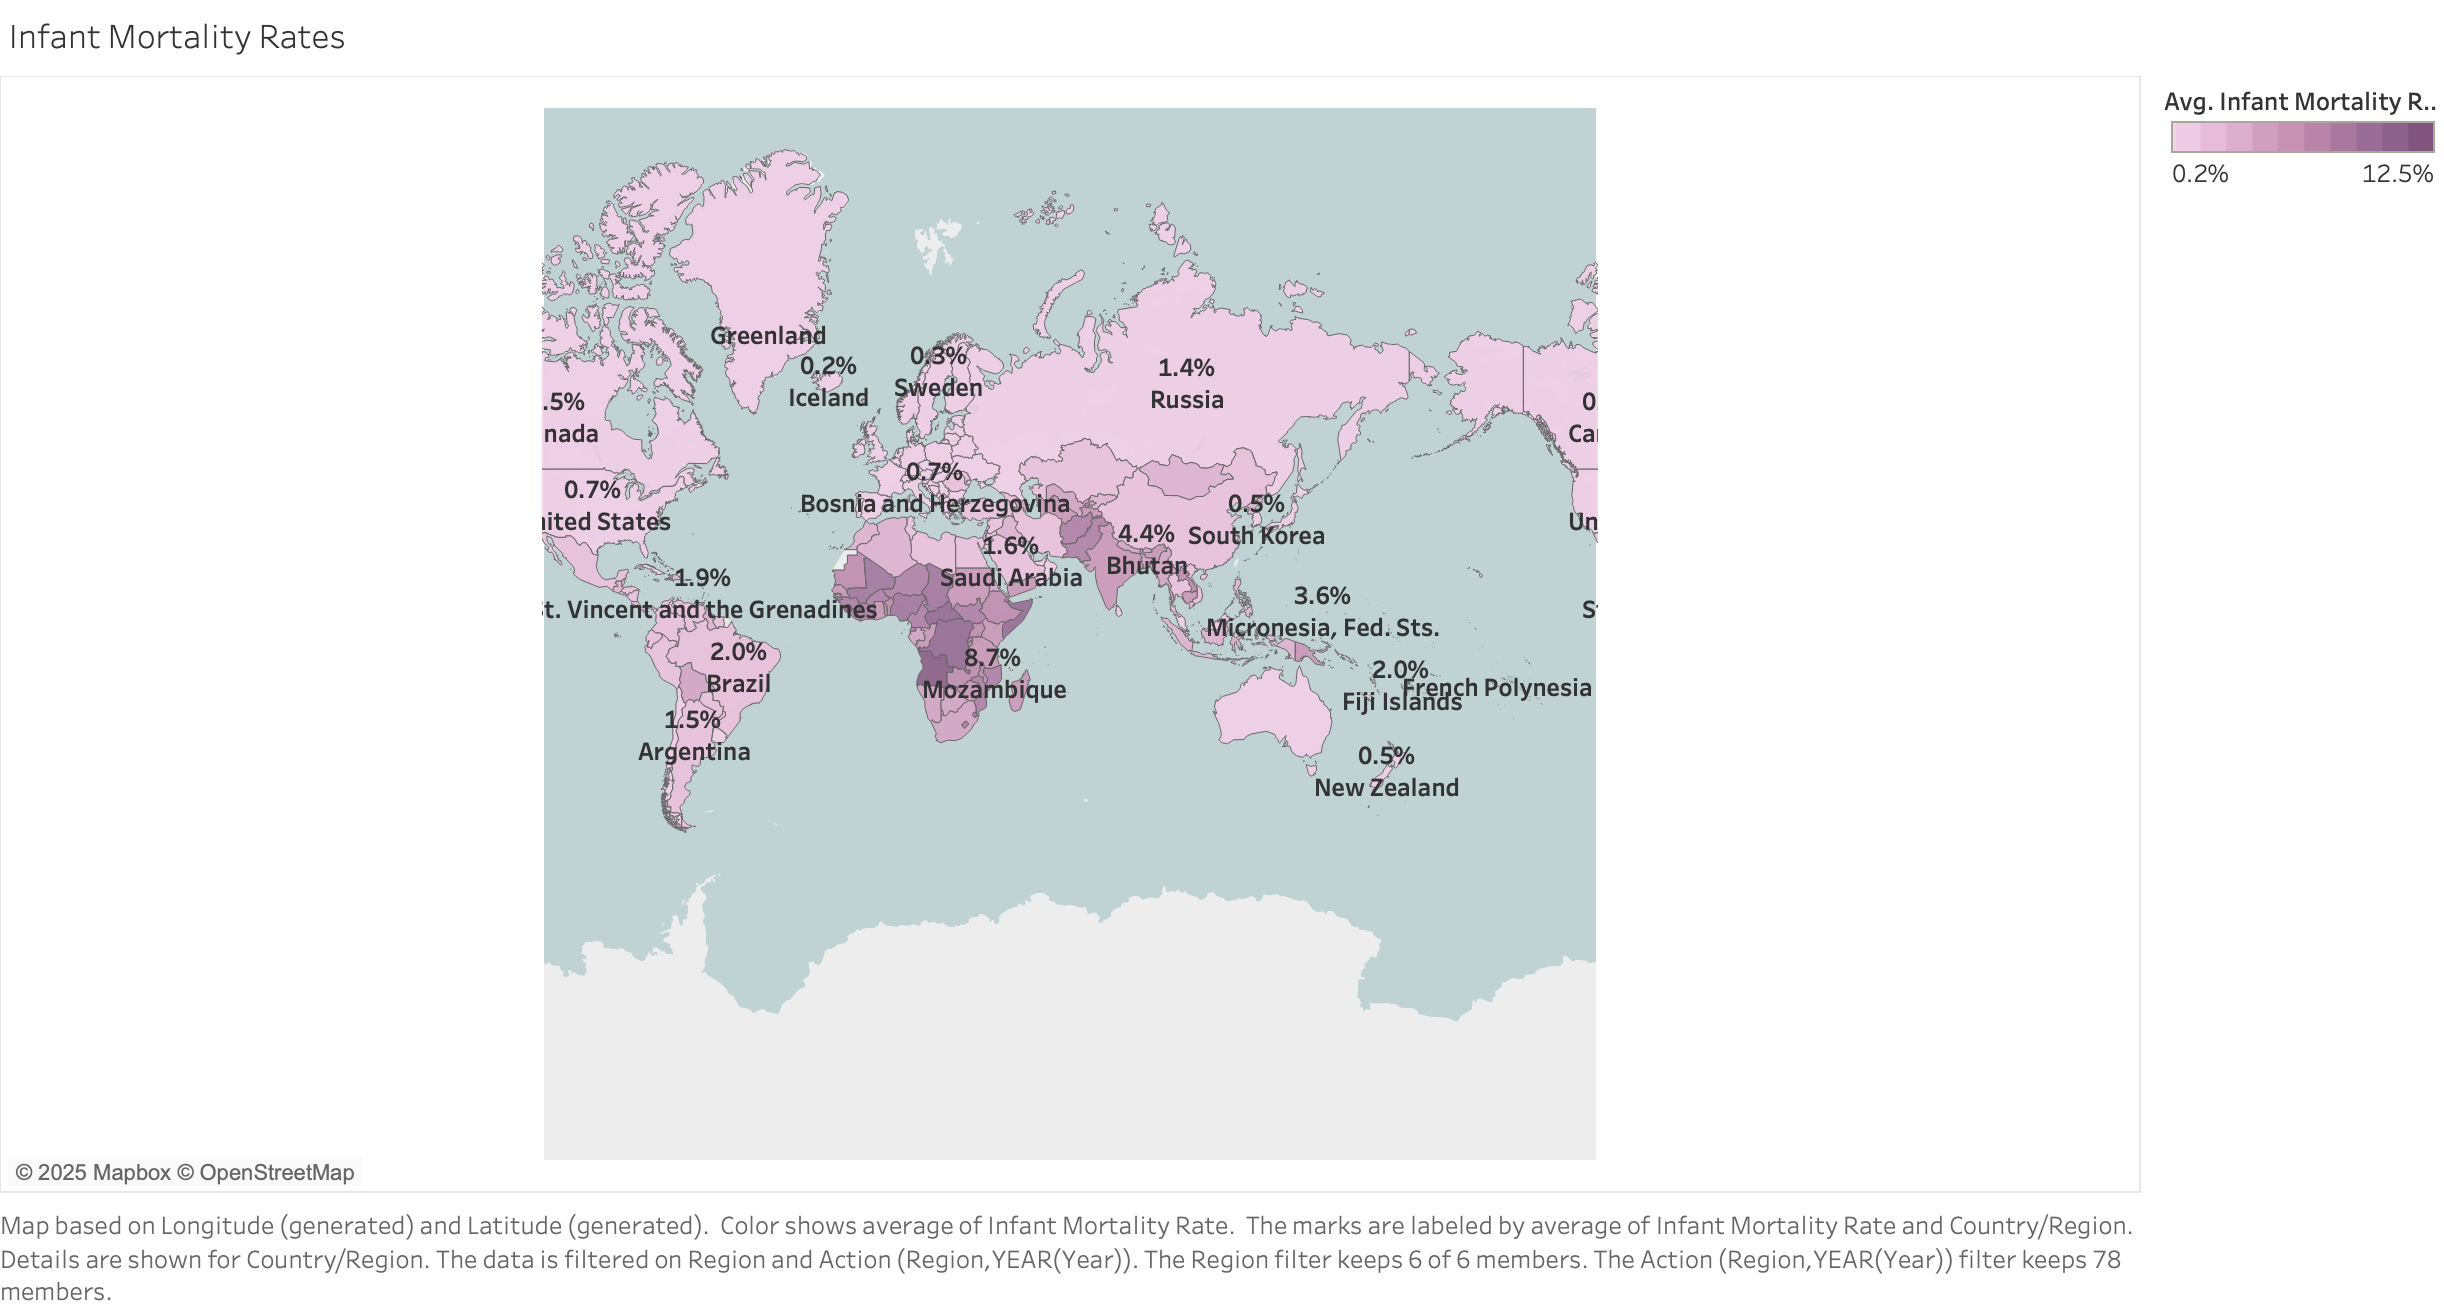 Infant Mortality Rates
Avg. Infant Mortality R..
0.2%
12.5%
Greenland
0.2%
Iceland
0.3%
Sweden
1.4%
Russia
.5%
nada
0.
Car
0.7%
nited States
0.7%
Bosnia and Herzegovina
0.5%
South Korea
Un
4.4%
Bhutan
1.6%
Saudi Arabia
1.9%
t. Vincent and the Grenadines
3.6%
Micronesia, Fed. Sts.
St
2.0%
Brazil
8.7%
Mozambique
2.0%
Fiji Islands
French Polynesia
1.5%
Argentina
0.5%
New Zealand
© 2025 Mapbox © OpenStreetMap
Map based on Longitude (generated) and Latitude (generated).  Color shows average of Infant Mortality Rate.  The marks are labeled by average of Infant Mortality Rate and Country/Region.
Details are shown for Country/Region. The data is filtered on Region and Action (Region,YEAR(Year)). The Region filter keeps 6 of 6 members. The Action (Region,YEAR(Year)) filter keeps 78
members.